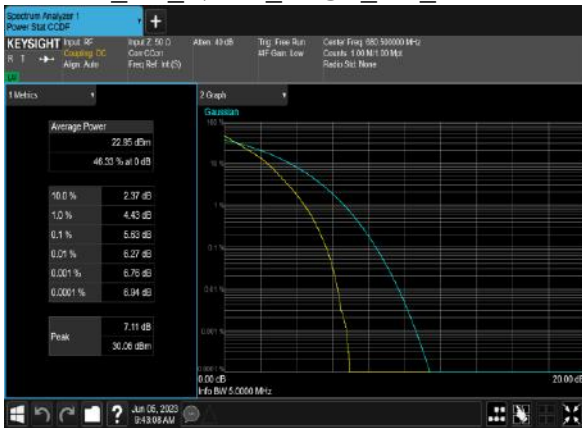 Spectrum Analyzer 1
Power Stat CCDF
+
KEYSIGHT
Input: RF
Coupling: DC
Align: Auto
Input Z: 50 Ω
Corr CCorr
Freq Ref: Int (S)
Atten: 40 dB
Trig: Free Run
#IF Gain: Low
Center Freq: 680.500000 MHz
Counts: 1.00 M/1.00 Mpt
Radio Std: None
R T
1 Metrics
Average Power
22.95 dBm
46.33 % at 0 dB
10.0 % 2.37 dB
1.0 % 4.43 dB
0.1 % 5.63 dB
0.01 % 6.27 dB
0.001 % 6.76 dB
0.0001 % 6.94 dB
Peak
7.11 dB
30.06 dBm
2 Graph
Gaussian
100 %
10 %
1 %
0.1 %
0.01 %
0.001 %
0.0001 %
0.00 dB
20.00 dB
Info BW 5.0000 MHz
?
Jun 05, 2023
9:43:06 AM